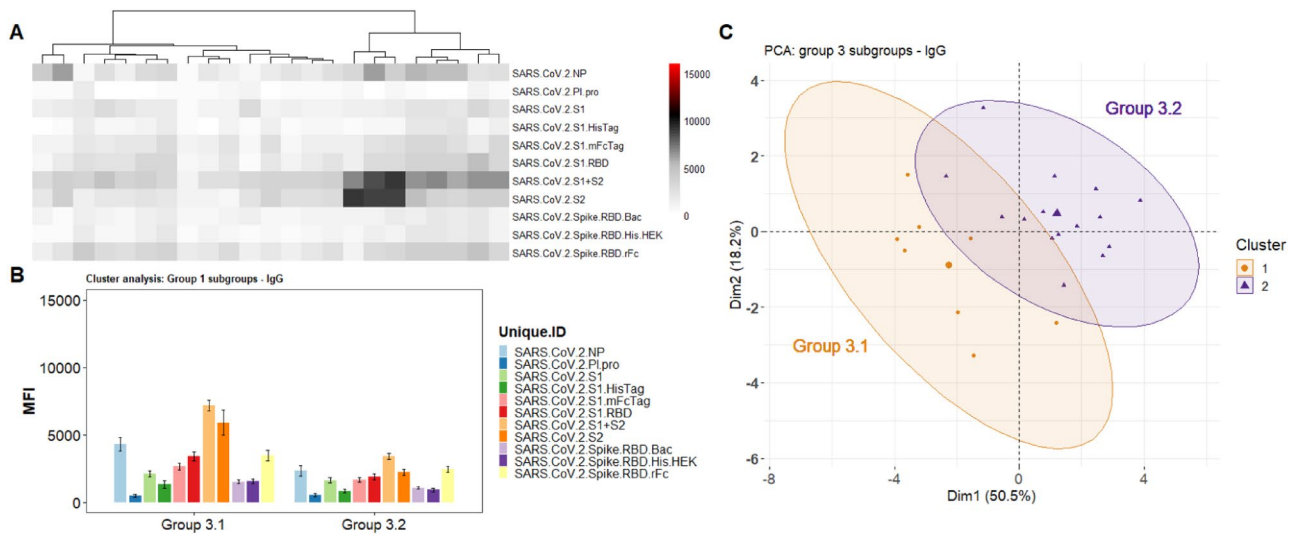 A
SARS.CoV.2.NP
SARS.CoV.2.Pl.pro
SARS.CoV.2.S1
SARS.CoV.2.S1.HisTag
SARS.CoV.2.S1.mFcTag
SARS.CoV.2.S1.RBD
SARS.CoV.2.S1+S2
SARS.CoV.2.S2
SARS.CoV.2.Spike.RBD.Bac
SARS.CoV.2.Spike.RBD.His.HEK
SARS.CoV.2.Spike.RBD.rFc
15000
10000
5000
0
B
Cluster analysis: Group 1 subgroups - IgG
15000
10000
5000
0
MFI
Group 3.1
Group 3.2
Unique.ID
SARS.CoV.2.NP
SARS.CoV.2.Pl.pro
SARS.CoV.2.S1
SARS.CoV.2.S1.HisTag
SARS.CoV.2.S1.mFcTag
SARS.CoV.2.S1.RBD
SARS.CoV.2.S1+S2
SARS.CoV.2.S2
SARS.CoV.2.Spike.RBD.Bac
SARS.CoV.2.Spike.RBD.His.HEK
SARS.CoV.2.Spike.RBD.rFc
C
PCA: group 3 subgroups - IgG
Group 3.2
Group 3.1
4
2
0
-2
-4
-6
Dim2 (18.2%)
-8
-4
0
4
Dim1 (50.5%)
Cluster
1
2